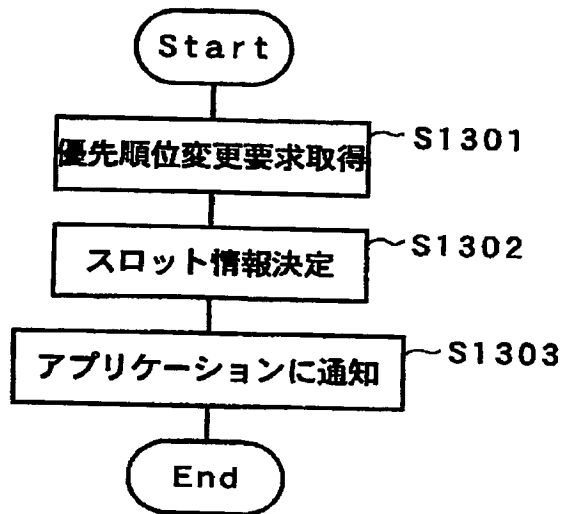 Start
優先順位変更要求取得
S1301
スロット情報決定
S1302
アプリケーションに通知
S1303
End